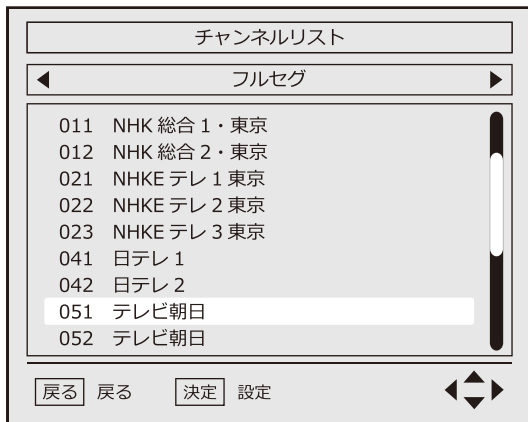 チャンネルリスト
フルセグ
011 NHK 総合 1・東京
012 NHK 総合 2・東京
021 NHKE テレ 1 東京
022 NHKE テレ 2 東京
023 NHKE テレ 3 東京
041 日テレ 1
042 日テレ 2
051 テレビ朝日
052 テレビ朝日
戻る 戻る 決定 設定